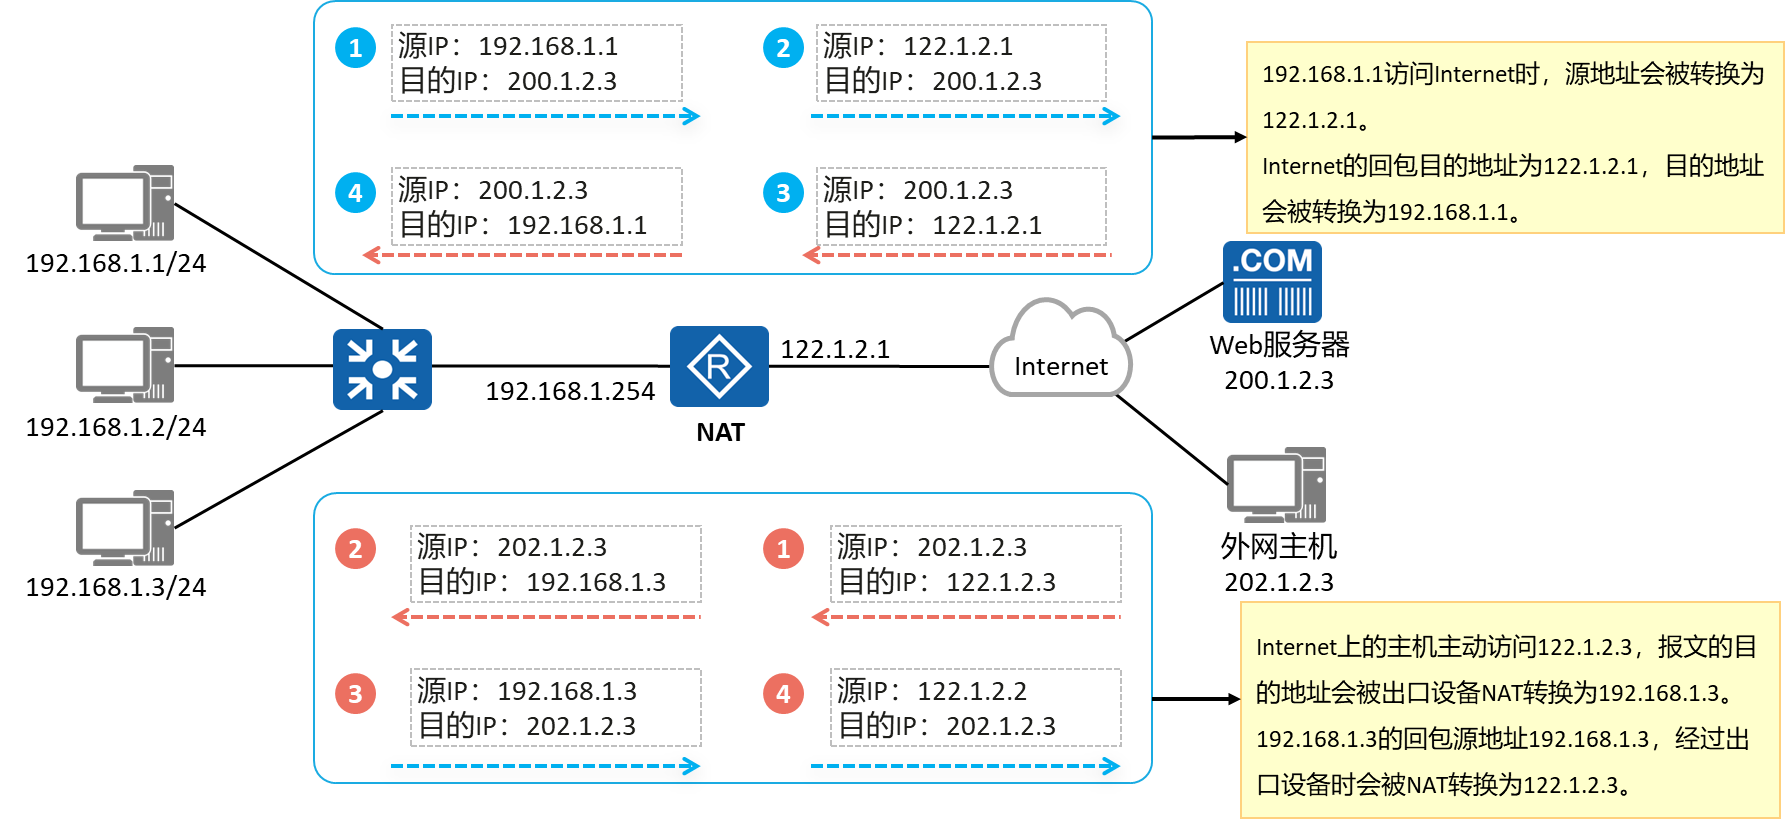 1
源IP：192.168.1.1
目的IP：200.1.2.3
2
源IP：122.1.2.1
目的IP：200.1.2.3
4
源IP：200.1.2.3
目的IP：192.168.1.1
3
源IP：200.1.2.3
目的IP：122.1.2.1
192.168.1.1访问Internet时，源地址会被转换为
122.1.2.1。
Internet的回包目的地址为122.1.2.1，目的地址
会被转换为192.168.1.1。
192.168.1.1/24
192.168.1.2/24
192.168.1.3/24
192.168.1.254
R
NAT
122.1.2.1
Internet
.COM
Web服务器
200.1.2.3
外网主机
202.1.2.3
2
源IP：202.1.2.3
目的IP：192.168.1.3
1
源IP：202.1.2.3
目的IP：122.1.2.3
3
源IP：192.168.1.3
目的IP：202.1.2.3
4
源IP：122.1.2.2
目的IP：202.1.2.3
Internet上的主机主动访问122.1.2.3，报文的目
的地址会被出口设备NAT转换为192.168.1.3。
192.168.1.3的回包源地址192.168.1.3，经过出
口设备时会被NAT转换为122.1.2.3。